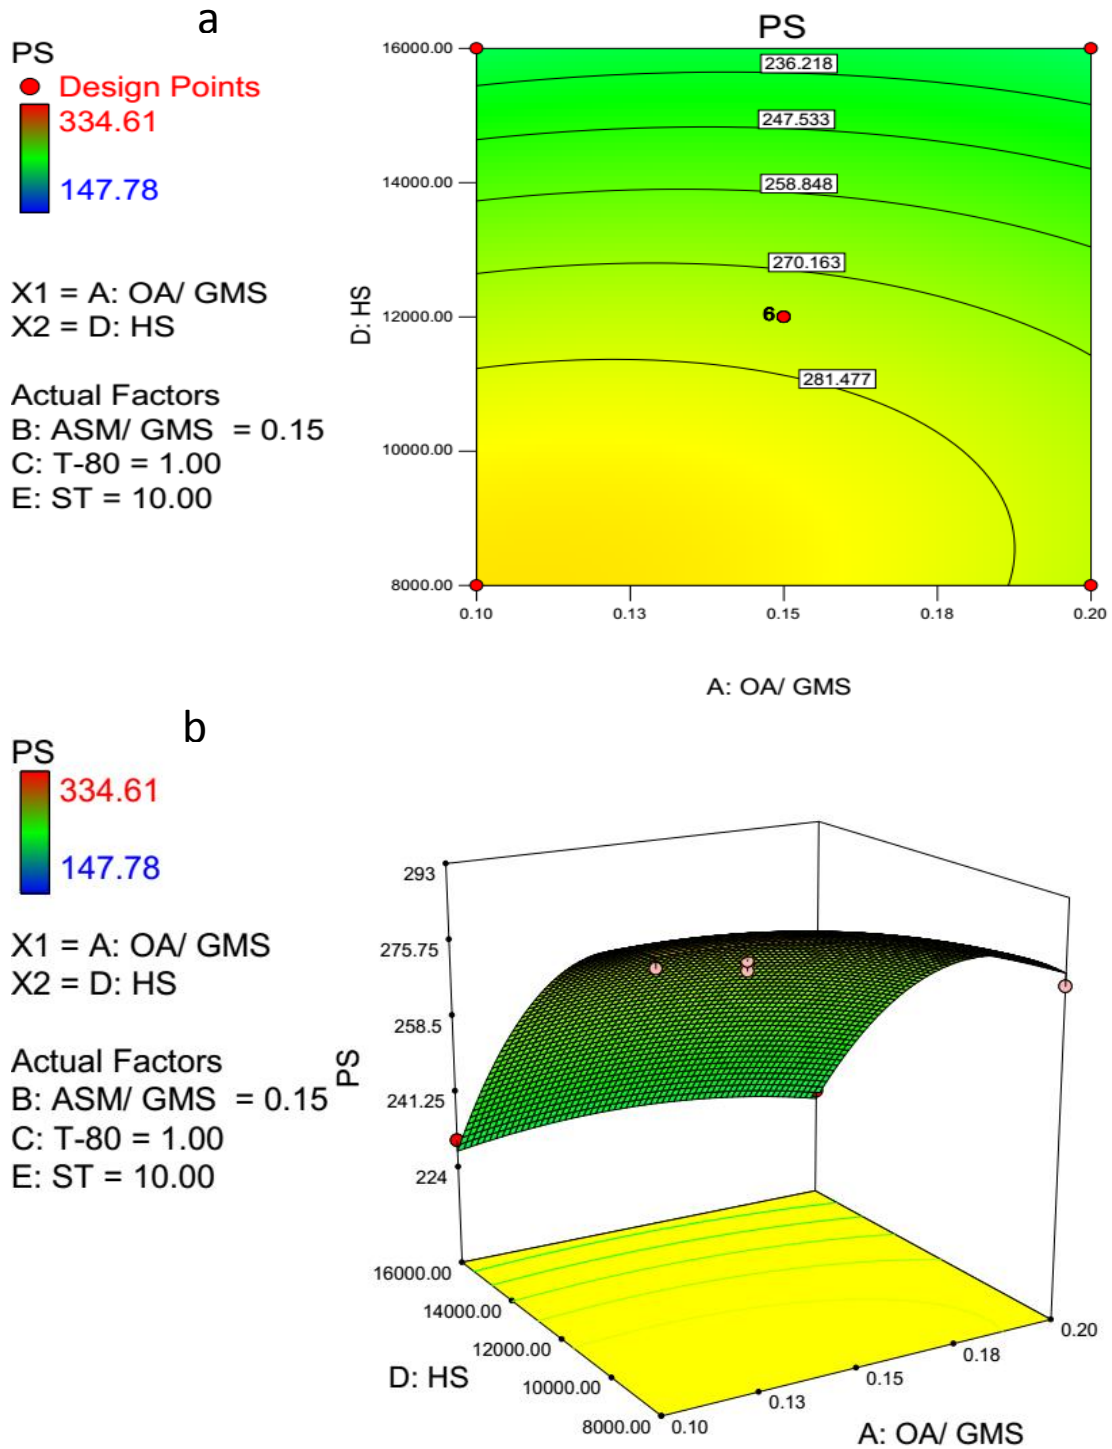 a
PS
Design Points
334.61
147.78
X1 = A: OA/ GMS
X2 = D: HS
Actual Factors
B: ASM/ GMS = 0.15
C: T-80 = 1.00
E: ST = 10.00
PS
16000.00
14000.00
12000.00
10000.00
8000.00
D: HS
236.218
247.533
258.848
270.163
6
281.477
0.10 0.13 0.15 0.18 0.20
A: OA/ GMS
b
PS
334.61
147.78
X1 = A: OA/ GMS
X2 = D: HS
Actual Factors
B: ASM/ GMS = 0.15
C: T-80 = 1.00
E: ST = 10.00
293
275.75
258.5
241.25
224
PS
16000.00
14000.00
12000.00
10000.00
8000.00
D: HS
0.10
0.13
0.15
0.18
0.20
A: OA/ GMS